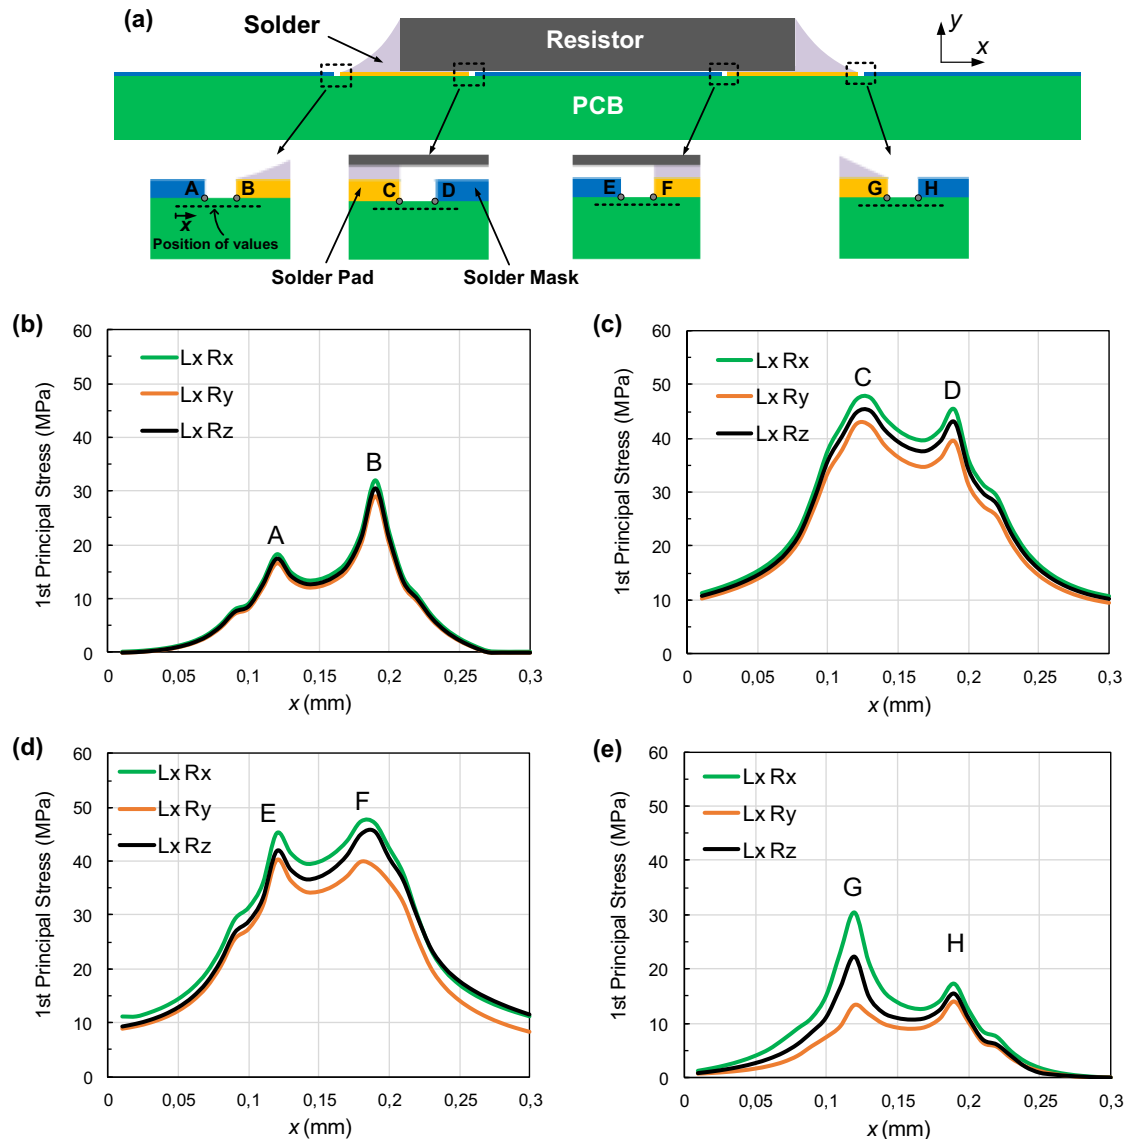 (a)
Solder
Resistor
y
x
PCB
A B
C D
E F
G H
x
Position of values
Solder Pad
Solder Mask
(b)
1st Principal Stress (MPa)
60
50
40
30
20
10
0
Lx Rx
Lx Ry
Lx Rz
A
B
0 0,05 0,1 0,15 0,2 0,25 0,3
x (mm)
(c)
1st Principal Stress (MPa)
60
50
40
30
20
10
0
Lx Rx
Lx Ry
Lx Rz
C
D
0 0,05 0,1 0,15 0,2 0,25 0,3
x (mm)
(d)
1st Principal Stress (MPa)
60
50
40
30
20
10
0
Lx Rx
Lx Ry
Lx Rz
E
F
0 0,05 0,1 0,15 0,2 0,25 0,3
x (mm)
(e)
1st Principal Stress (MPa)
60
50
40
30
20
10
0
Lx Rx
Lx Ry
Lx Rz
G
H
0 0,05 0,1 0,15 0,2 0,25 0,3
x (mm)